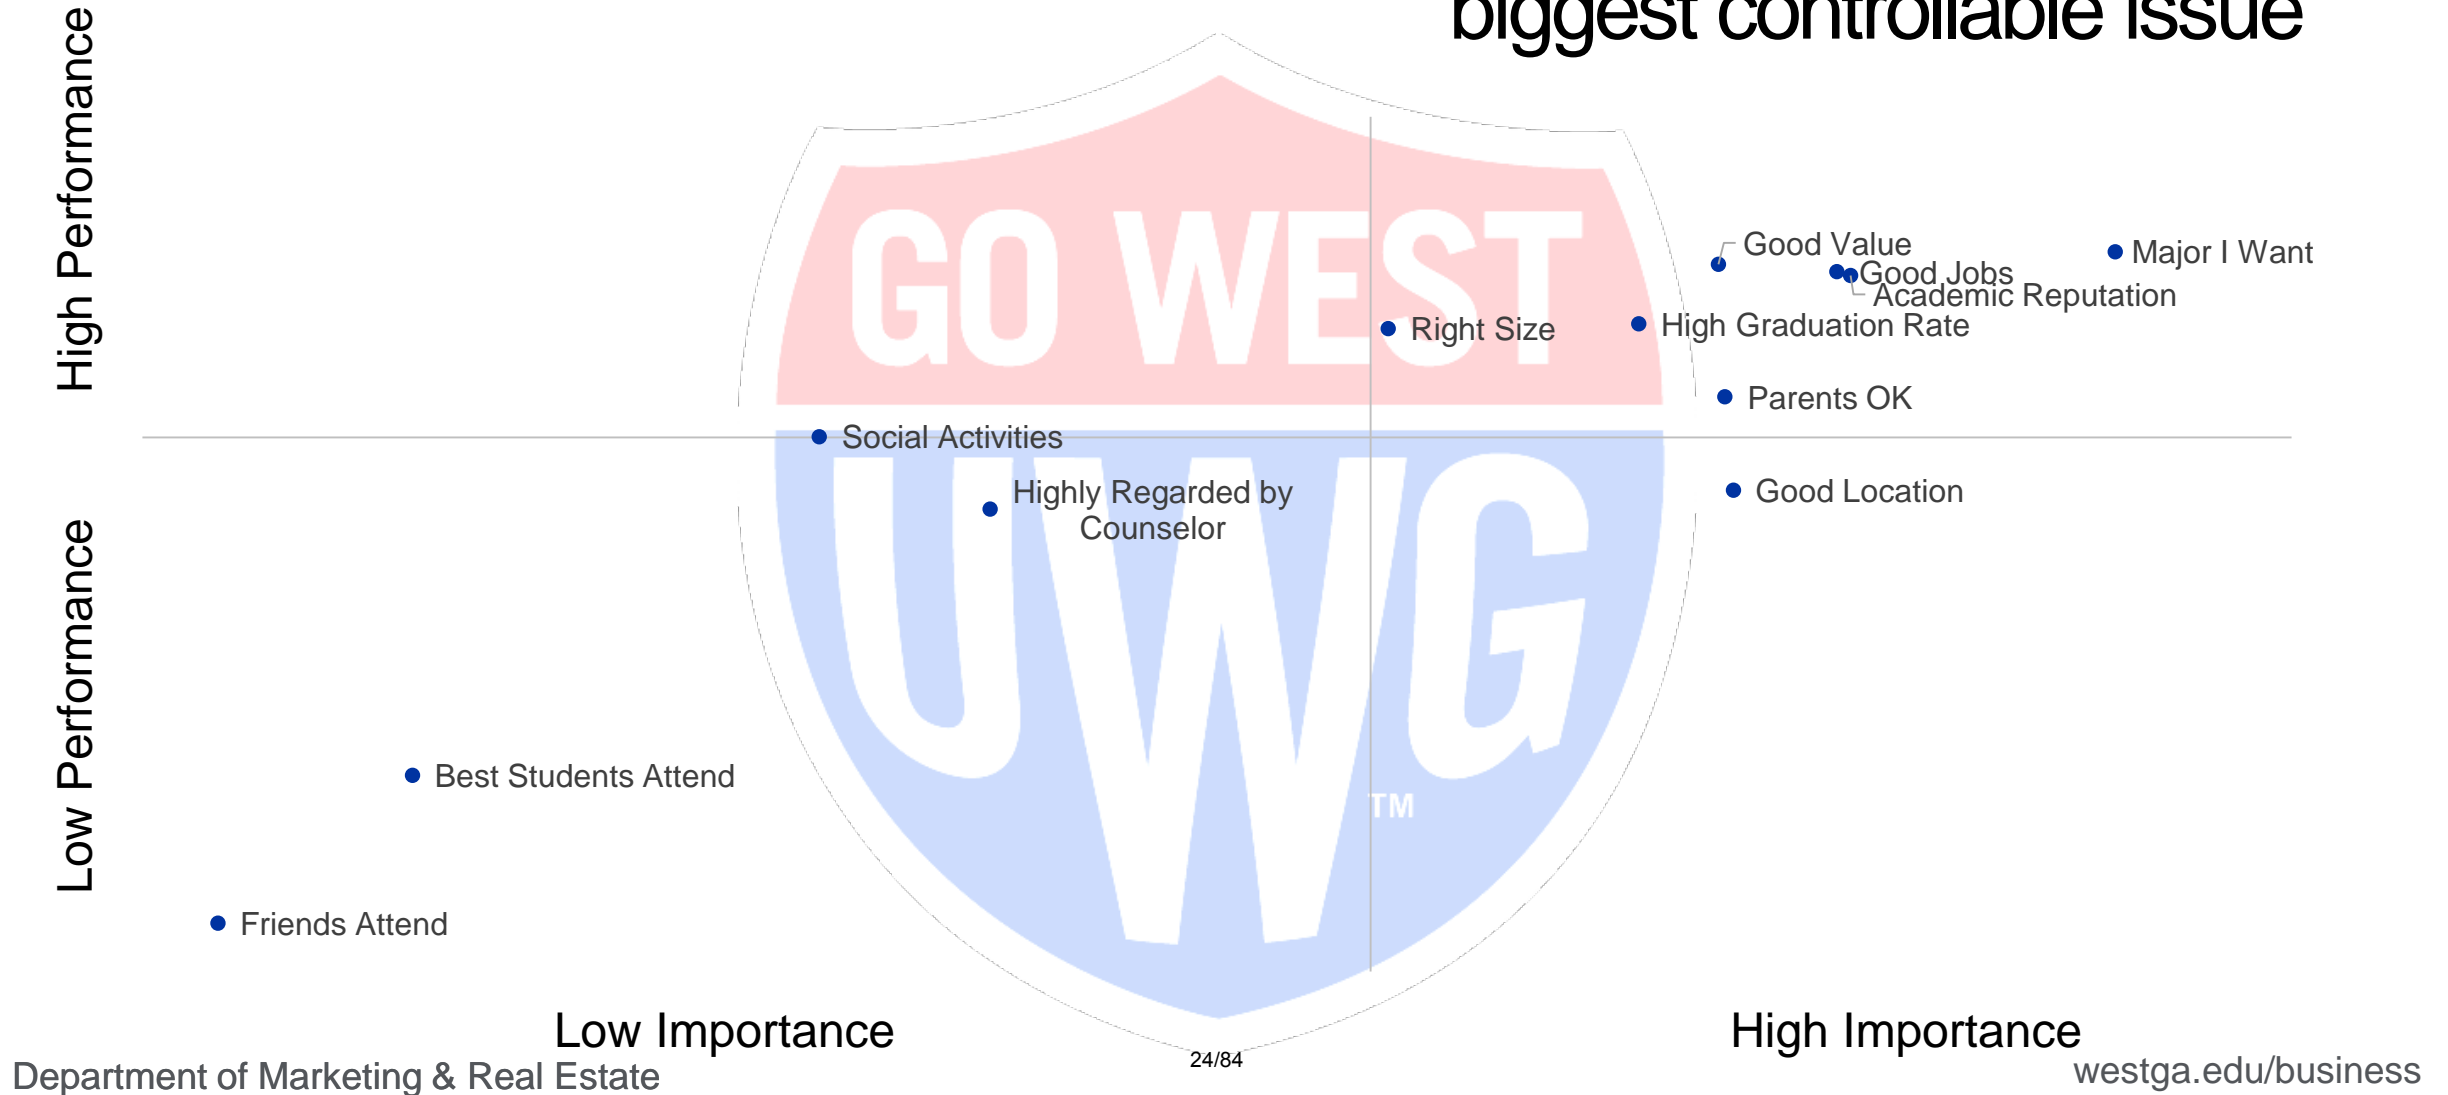 biggest controllable issue
High Performance
GO WEST
Good Value
Major I Want
Good Jobs
Academic Reputation
Right Size
High Graduation Rate
Parents OK
Social Activities
UWG
Highly Regarded by
Counselor
Good Location
Low Performance
Best Students Attend
TM
Friends Attend
Low Importance
High Importance
24/84
Department of Marketing & Real Estate
westga.edu/business